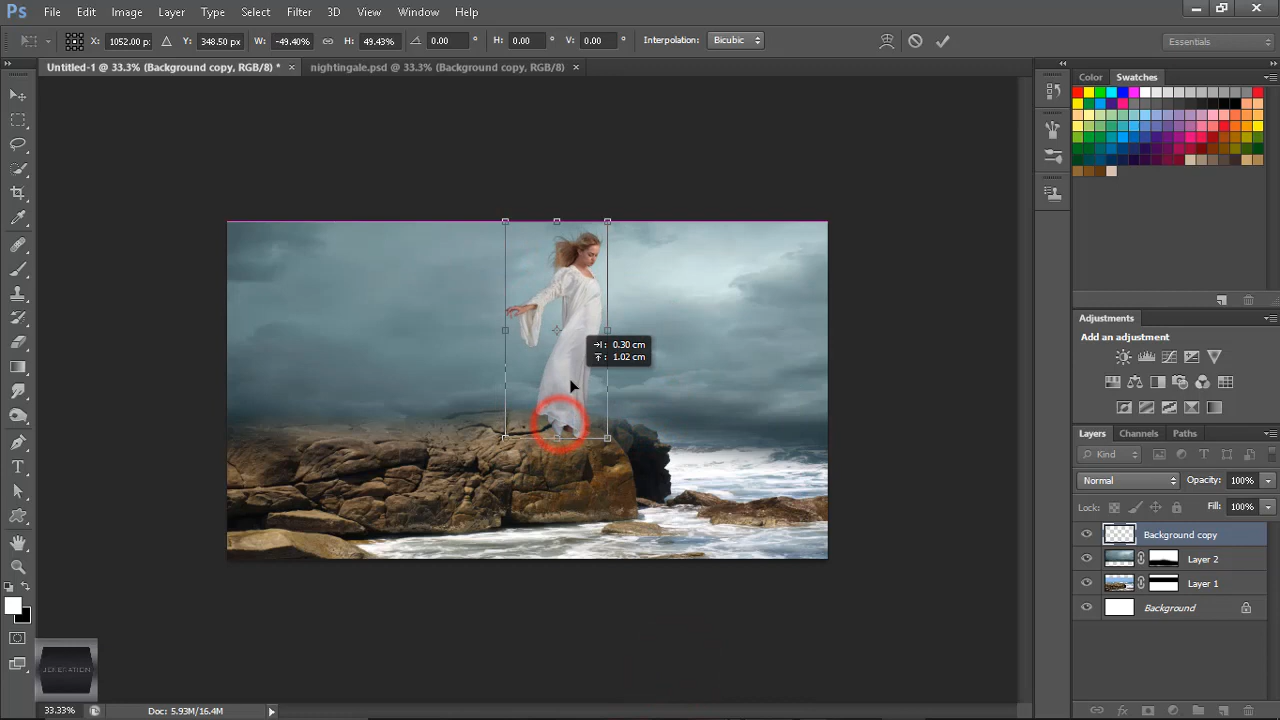 Ps File Edit Image Layer Type Select Filter 3D View Window Help
X: 1052.00 p: Y: 348.50 px W: -49.40% H: 49.43% 0.00 ° H: 0.00 ° V: 0.00 ° Interpolation: Bicubic Essentials
Untitled-1 @ 33.3% (Background copy, RGB/8) * × nightingale.psd @ 33.3% (Background copy, RGB/8) ×
Color Swatches
Adjustments
Add an adjustment
: 0.30 cm
: 1.02 cm
Layers Channels Paths
Kind
Normal Opacity: 100%
Lock: Fill: 100%
Background copy
Layer 2
Layer 1
Background
33.33% Doc: 5.93M/16.4M